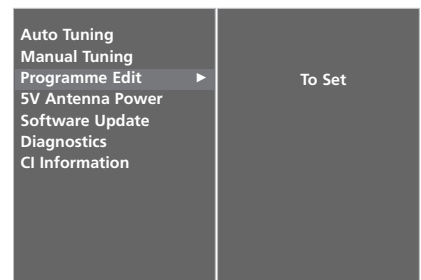 Auto Tuning
Manual Tuning
Programme Edit ►
To Set
5V Antenna Power
Software Update
Diagnostics
CI Information